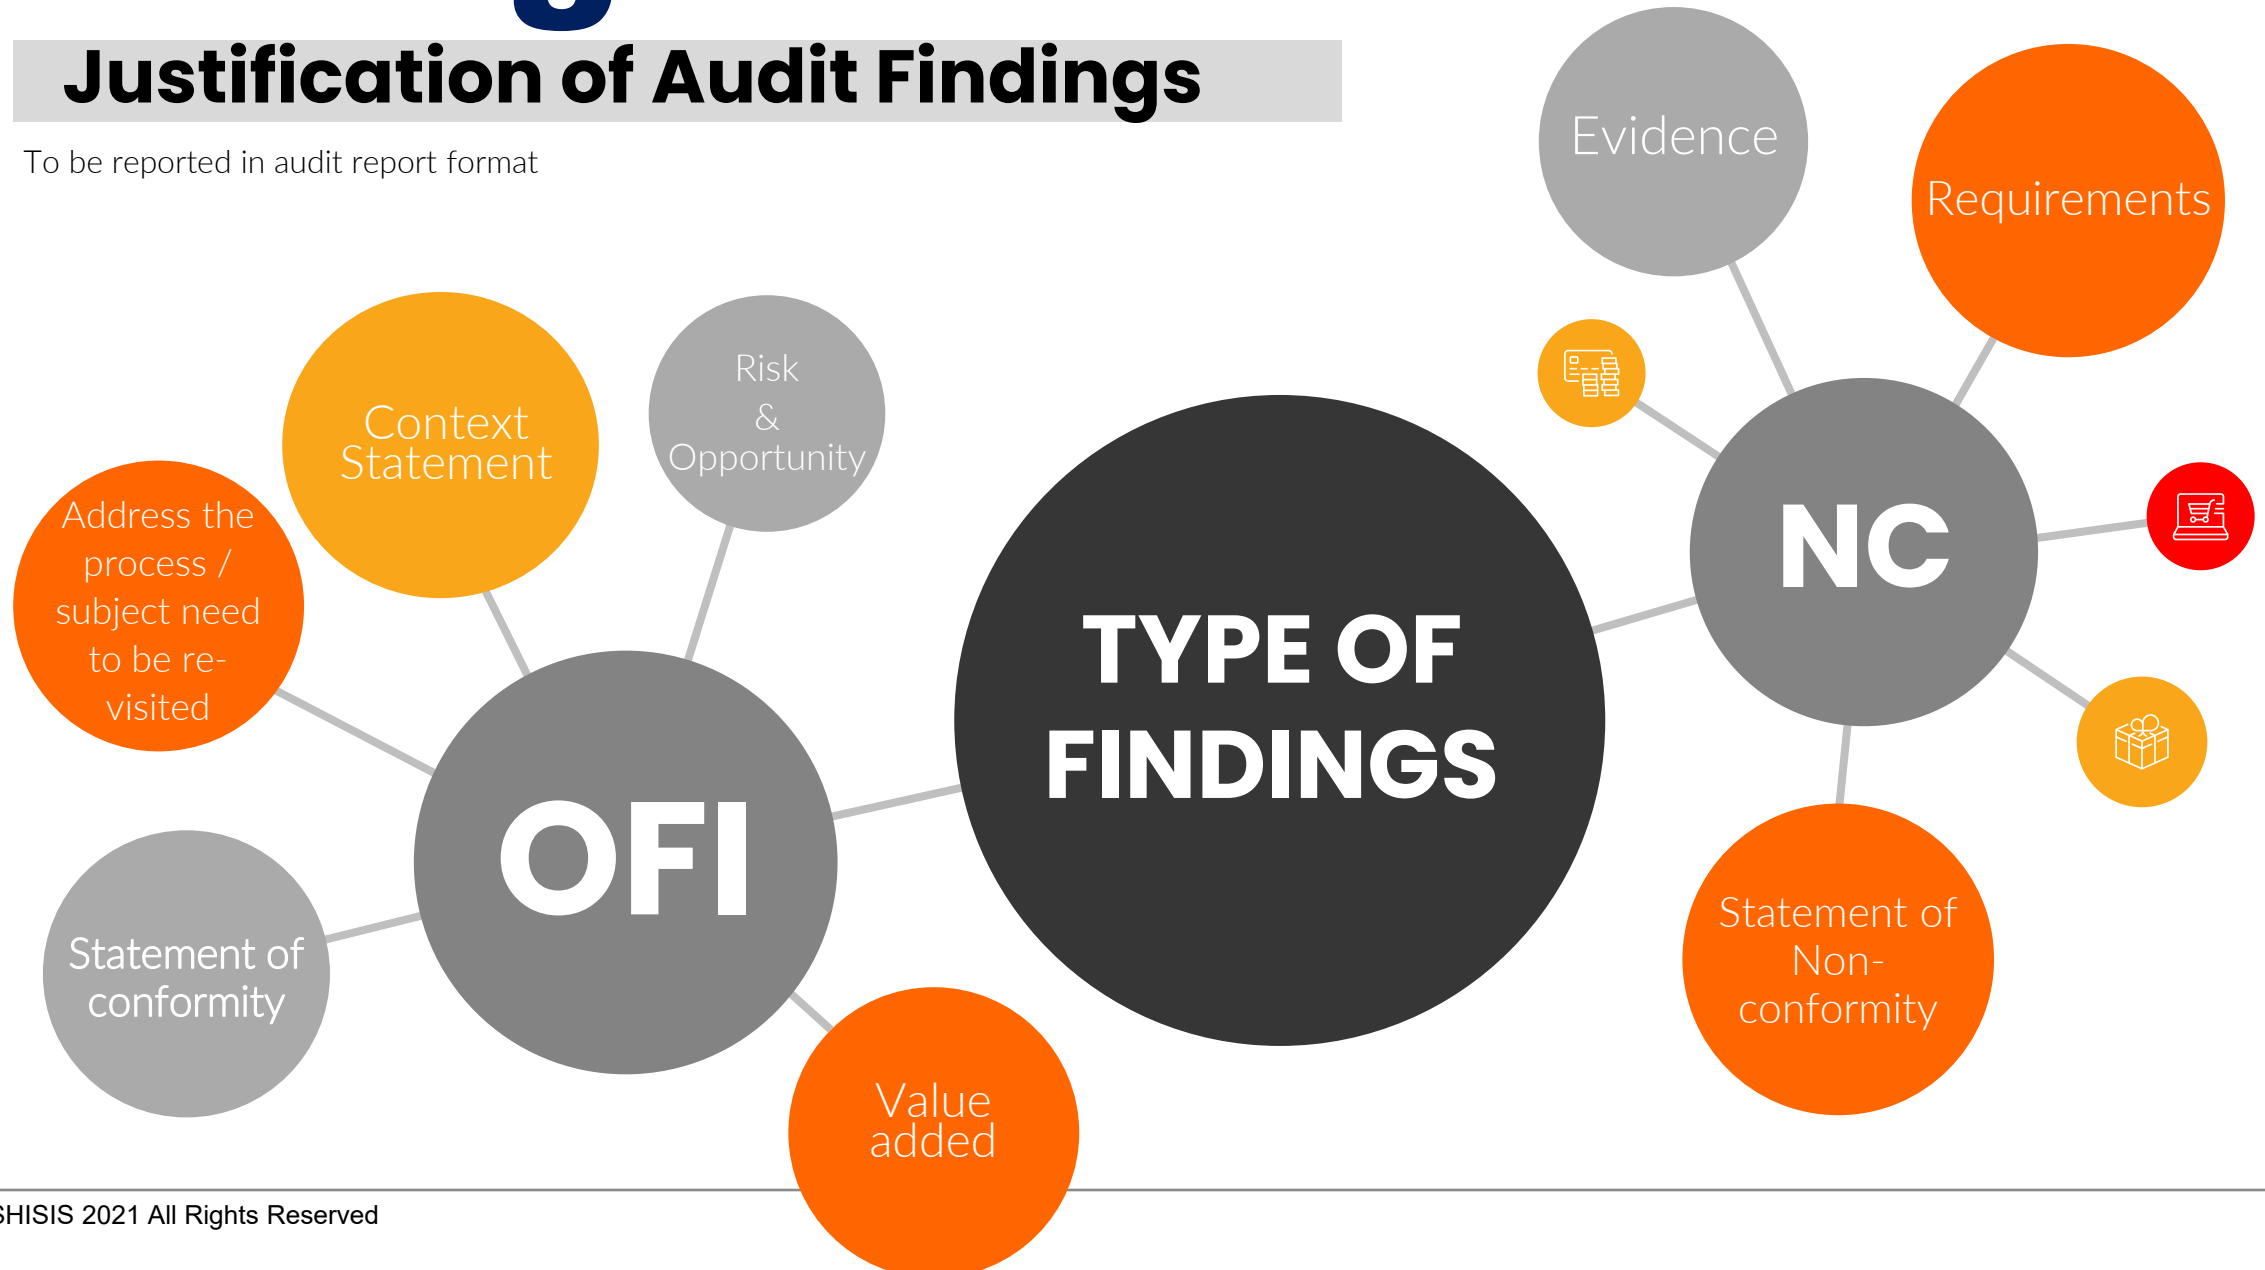 Justification of Audit Findings
To be reported in audit report format
Evidence
Requirements
Risk
&
Opportunity
Context
Statement
Address the
process /
subject need
to be re-
visited
NC
TYPE OF
FINDINGS
OFI
Statement of
Non-
conformity
Statement of
conformity
Value
added
SHISIS 2021 All Rights Reserved